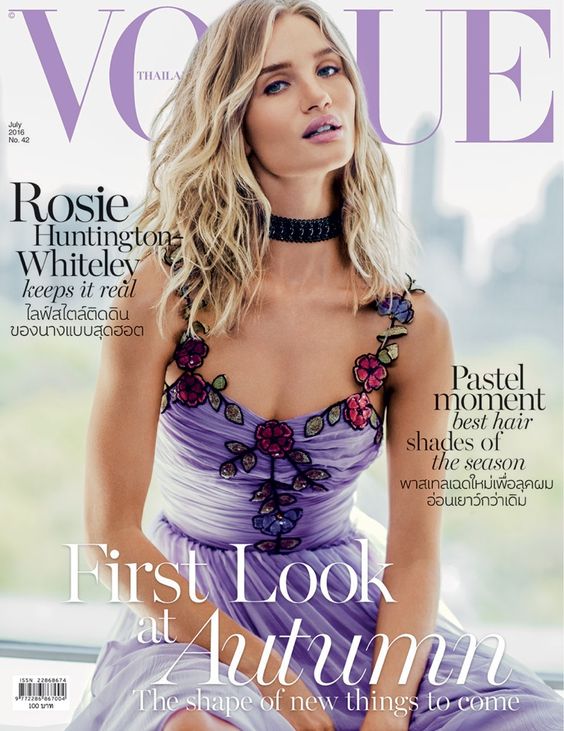 ©
VOGUE
THAILA
July
2016
No. 42
Rosie
Huntington-
Whiteley
keeps it real
ไลฟ์สไตล์ติดดิน
ของนางแบบสุดฮอต
Pastel
moment
best hair
shades of
the season
พาสเทลเฉดใหม่เพื่อลุคผม
อ่อนเยาว์กว่าเดิม
First Look
at Autumn
The shape of new things to come
ISSN 22868674
9 772286 867004
100 บาท